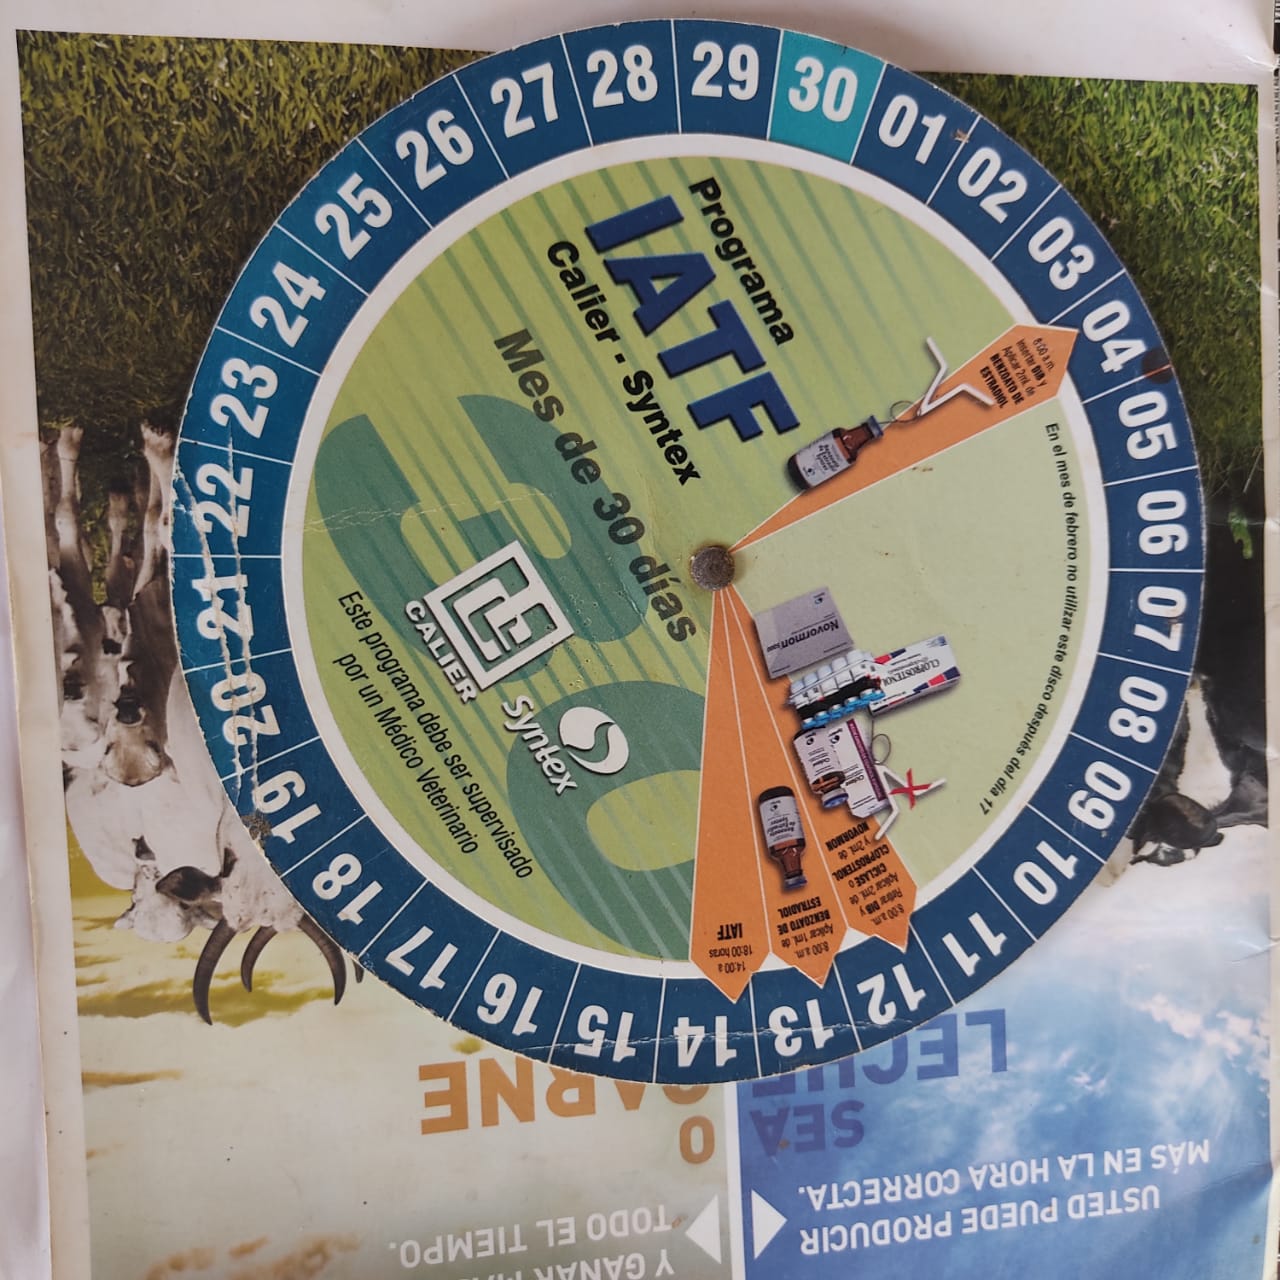 30
01
02
03
04
05
06
07
08
09
10
11
12
13
14
15
16
17
18
19
20
21
22
23
24
25
26
27
28
29
Programa
IATF
Calier - Syntex
Mes de 30 días
30
CALIER
Syntex
Este programa debe ser supervisado
por un Médico Veterinario
8:00 a.m.
Insertar DIB y
Aplicar 2ml. de
BENZOATO DE
ESTRADIOL
En el mes de febrero no utilizar este disco después del día 17
Novormon
CLOPROSTENOL
8:00 a.m.
Retirar DIB y
Aplicar 2ml. de
CICLASE o
CLOPROSTENOL
y 2ml. de
NOVORMON
8:00 a.m.
Aplicar 1ml. de
BENZOATO DE
ESTRADIOL
14:00 a
18:00 horas
IATF
USTED PUEDE PRODUCIR
MÁS EN LA HORA CORRECTA.
SEA
LECHE
Y GANAR
TODO EL TIEMPO.
O
CARNE